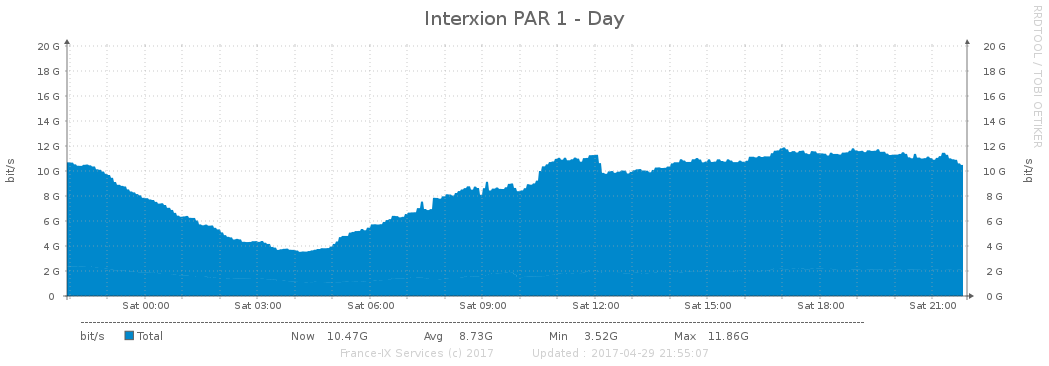 Interxion PAR 1 - Day
RRDTOOL / TOBI OETIKER
bit/s
20 G 20 G
18 G 18 G
16 G 16 G
14 G 14 G
12 G 12 G
10 G 10 G
8 G 8 G
6 G 6 G
4 G 4 G
2 G 2 G
0 0 G
bit/s
Sat 00:00 Sat 03:00 Sat 06:00 Sat 09:00 Sat 12:00 Sat 15:00 Sat 18:00 Sat 21:00
bit/s Total Now 10.47G Avg 8.73G Min 3.52G Max 11.86G
France-IX Services (c) 2017 Updated : 2017-04-29 21:55:07